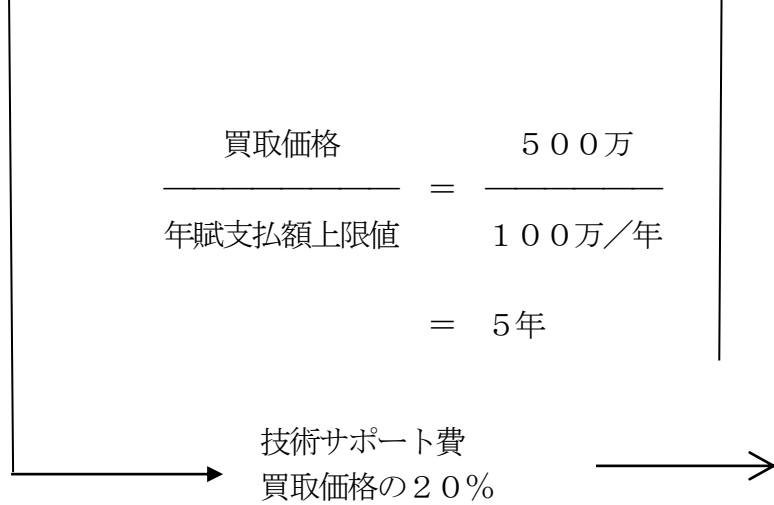 買取価格 ５００万
＝
年賦支払額上限値 １００万／年
＝ ５年
技術サポート費
買取価格の２０％